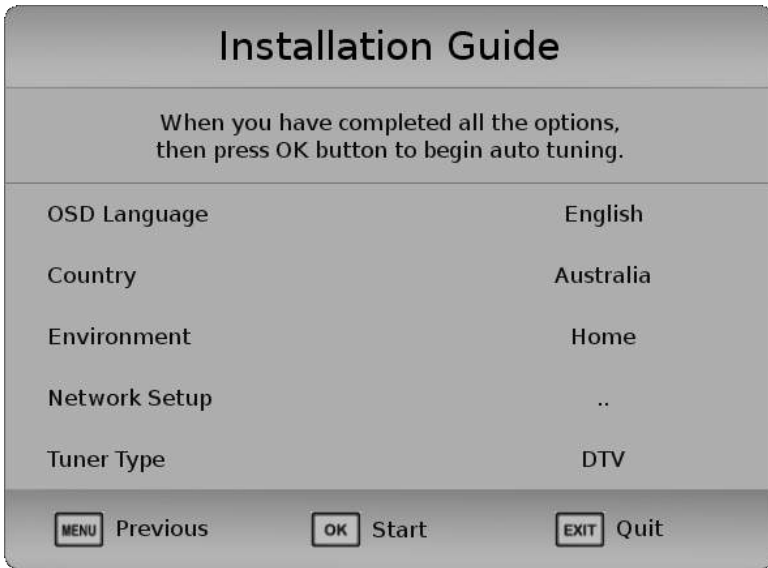 Installation Guide
When you have completed all the options,
then press OK button to begin auto tuning.
OSD Language English
Country Australia
Environment Home
Network Setup ..
Tuner Type DTV
MENU Previous OK Start EXIT Quit